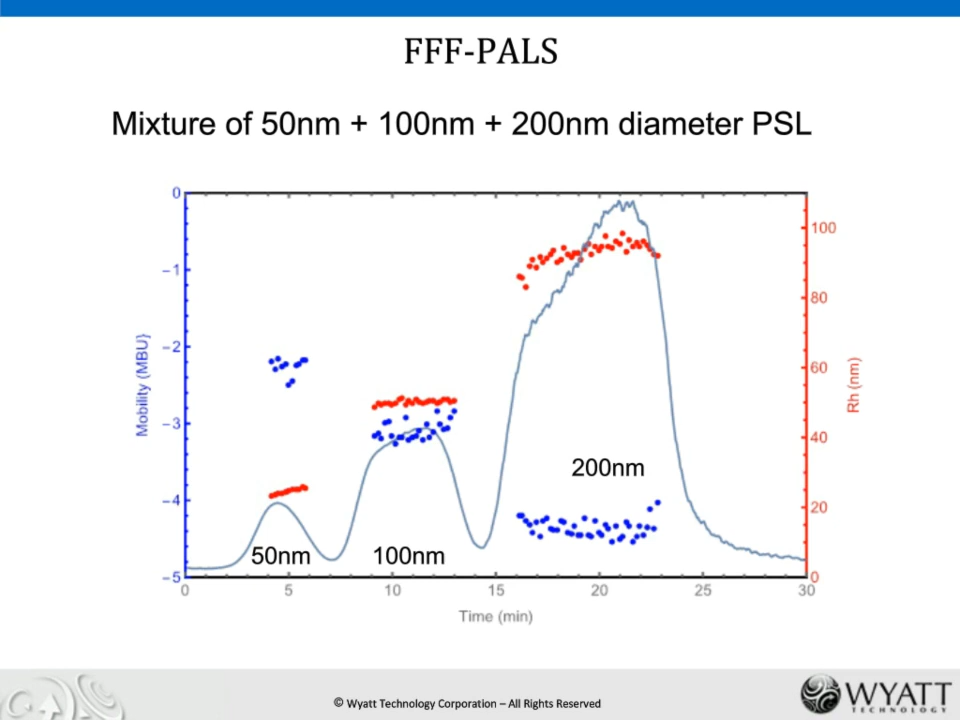 FFF-PALS
Mixture of 50nm + 100nm + 200nm diameter PSL
0
−1
−2
−3
−4
−5
Mobility (MBU}
100
80
60
40
20
0
Rh (nm)
50nm
100nm
200nm
0 5 10 15 20 25 30
Time (min)
© Wyatt Technology Corporation – All Rights Reserved
WYATT
TECHNOLOGY